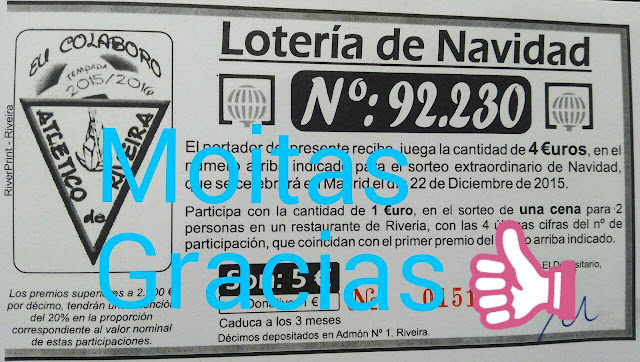 EU COLABORO
TEMPADA
2015/2016
ATLETICO de RIVEIRA
RiverPrint - Riveira
Lotería de Navidad
Nº: 92.230
El portador del presente recibo, juega la cantidad de 4 €uros, en el
número arriba indicado para el sorteo extraordinario de Navidad,
que se celebrará en Madrid el día 22 de Diciembre de 2015.
Participa con la cantidad de 1 €uro, en el sorteo de una cena para 2
personas en un restaurante de Riveria, con las 4 últimas cifras del nº de
participación, que coincidan con el primer premio del arriba indicado.
Son: 5 €
Donativo 1 €
Nº 0151
El Depositario,
Caduca a los 3 meses
Décimos depositados en Admón Nº 1. Riveira.
Los premios superiores a 2.500 €
por décimo, tendrán una retención
del 20% en la proporción
correspondiente al valor nominal
de estas participaciones.
Moitas
Gracias